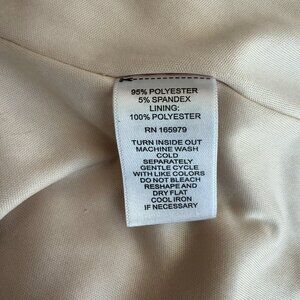 95% POLYESTER
5% SPANDEX
LINING:
100% POLYESTER
RN 165979
TURN INSIDE OUT
MACHINE WASH
COLD
SEPARATELY
GENTLE CYCLE
WITH LIKE COLORS
DO NOT BLEACH
RESHAPE AND
DRY FLAT
COOL IRON
IF NECESSARY